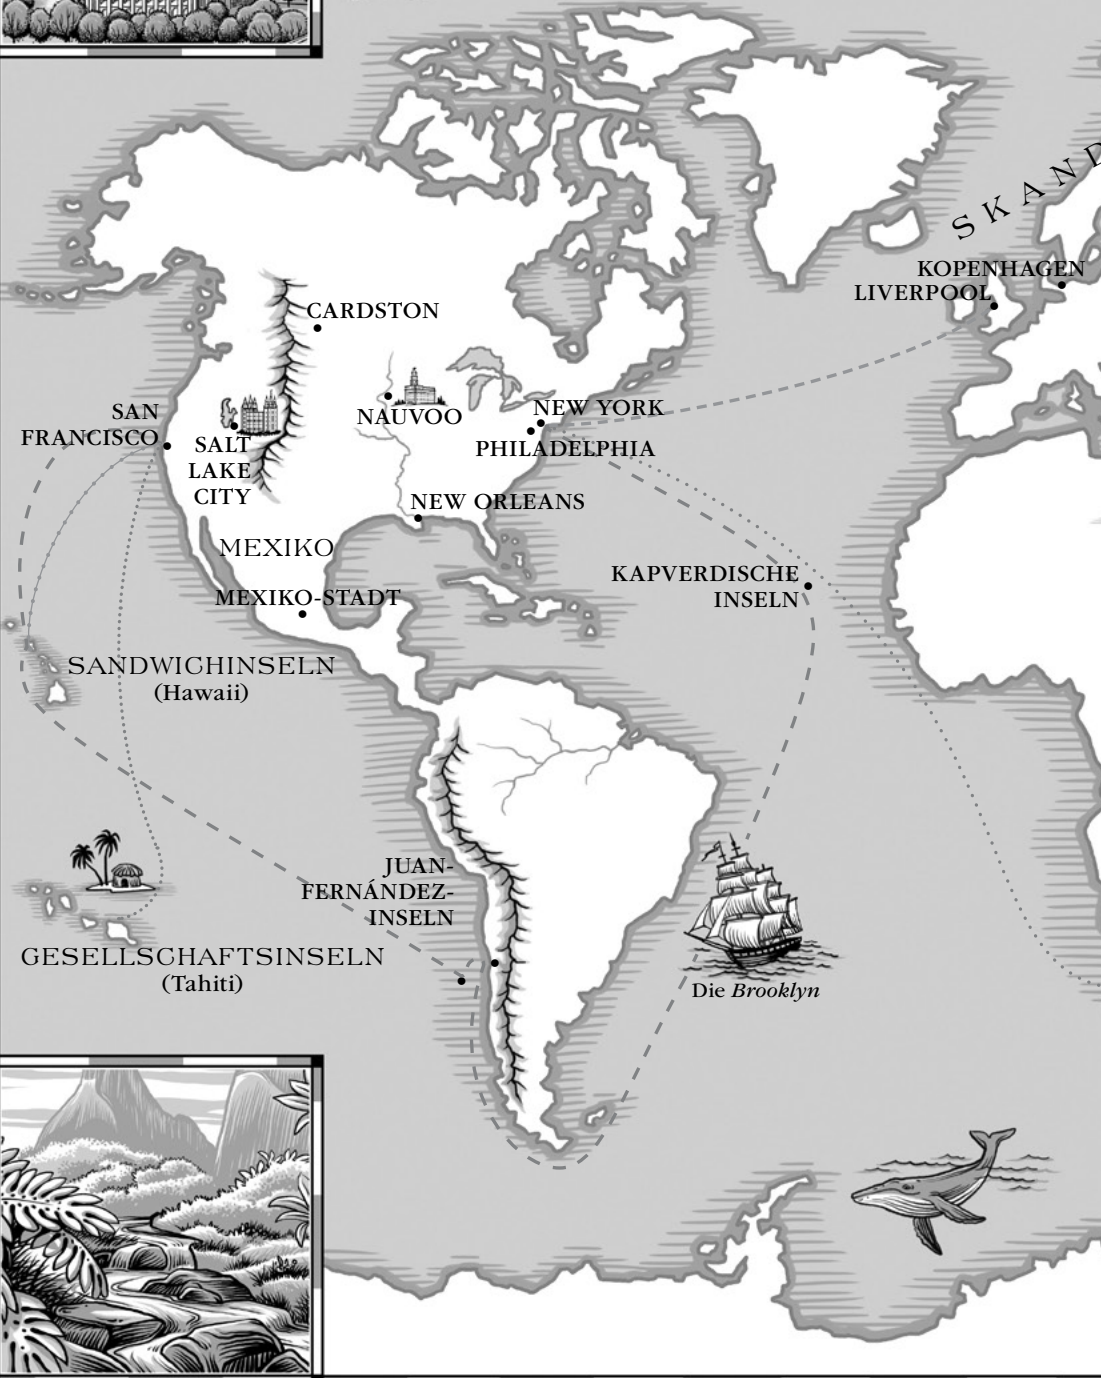 SKAND
KOPENHAGEN
LIVERPOOL
CARDSTON
SAN
FRANCISCO
NAUVOO
NEW YORK
SALT
LAKE
CITY
PHILADELPHIA
NEW ORLEANS
MEXIKO
KAPVERDISCHE
INSELN
MEXIKO-STADT
SANDWICHINSELN
(Hawaii)
JUAN-
FERNÁNDEZ-
INSELN
GESELLSCHAFTSINSELN
(Tahiti)
Die Brooklyn